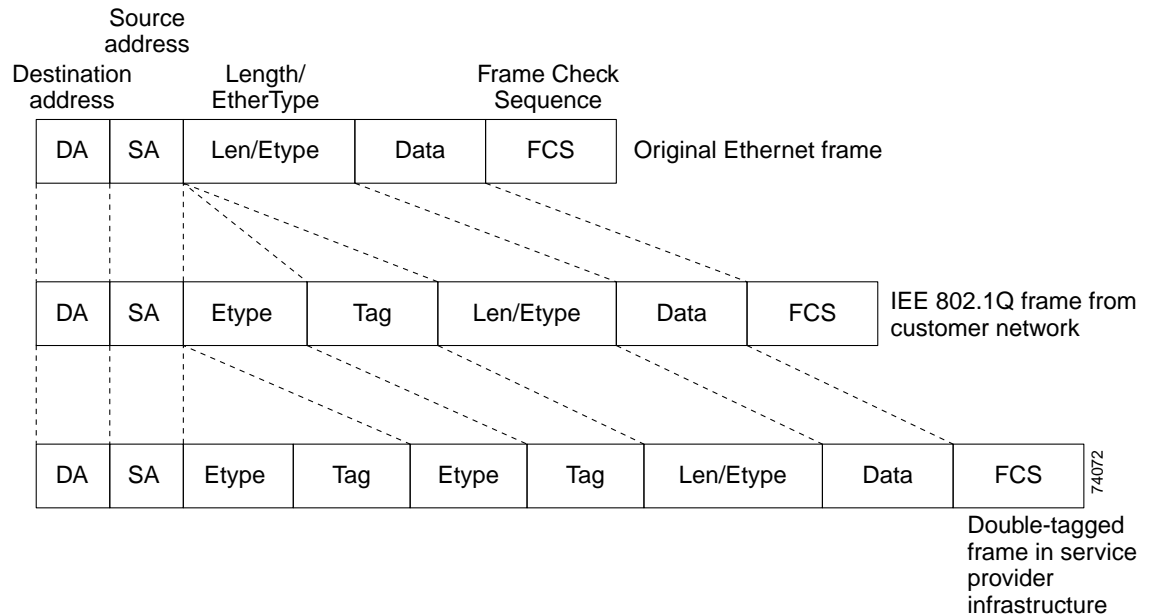 Source
address
Destination
address
Length/
EtherType
Frame Check
Sequence
DA SA Len/Etype Data FCS Original Ethernet frame
DA SA Etype Tag Len/Etype Data FCS
IEE 802.1Q frame from
customer network
DA SA Etype Tag Etype Tag Len/Etype Data FCS
74072
Double-tagged
frame in service
provider
infrastructure